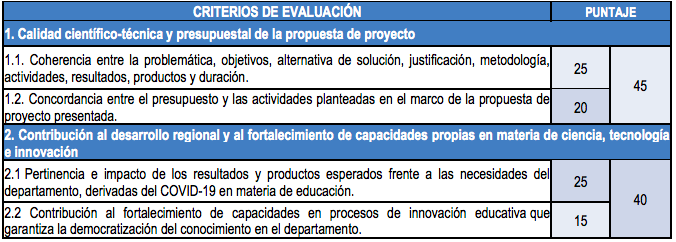 CRITERIOS DE EVALUACIÓN PUNTAJE
1. Calidad científico-técnica y presupuestal de la propuesta de proyecto
1.1. Coherencia entre la problemática, objetivos, alternativa de solución, justificación, metodología,
actividades, resultados, productos y duración.
25
45
1.2. Concordancia entre el presupuesto y las actividades planteadas en el marco de la propuesta de
proyecto presentada.
20
2. Contribución al desarrollo regional y al fortalecimiento de capacidades propias en materia de ciencia, tecnología
e innovación
2.1 Pertinencia e impacto de los resultados y productos esperados frente a las necesidades del
departamento, derivadas del COVID-19 en materia de educación.
25
40
2.2 Contribución al fortalecimiento de capacidades en procesos de innovación educativa que
garantiza la democratización del conocimiento en el departamento.
15